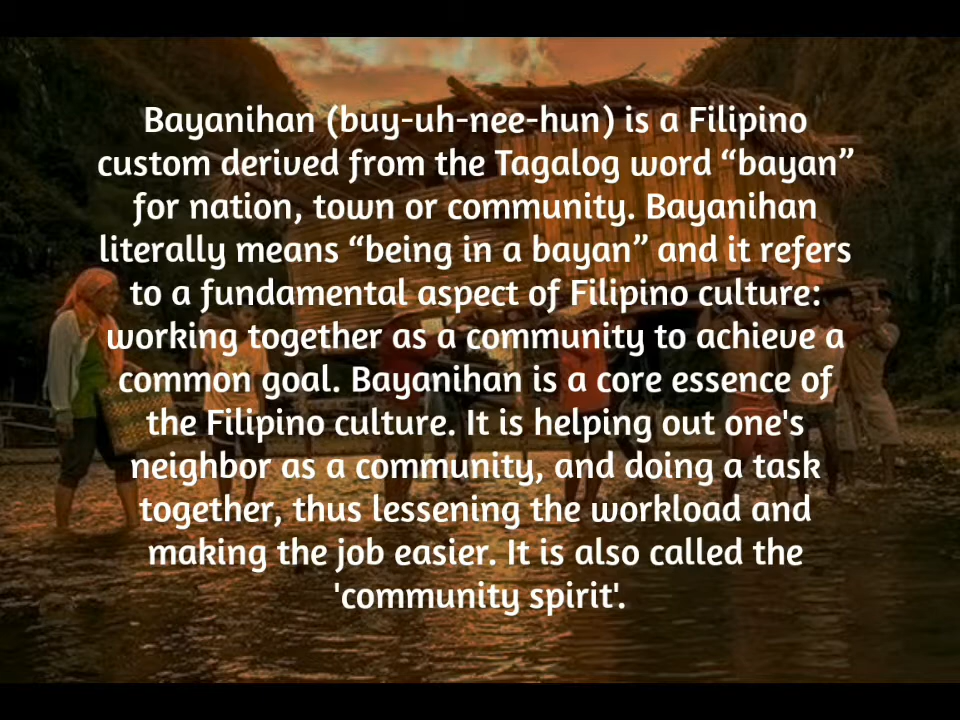 Bayanihan (buy-uh-nee-hun) is a Filipino
custom derived from the Tagalog word “bayan”
for nation, town or community. Bayanihan
literally means “being in a bayan” and it refers
to a fundamental aspect of Filipino culture:
working together as a community to achieve a
common goal. Bayanihan is a core essence of
the Filipino culture. It is helping out one's
neighbor as a community, and doing a task
together, thus lessening the workload and
making the job easier. It is also called the
'community spirit'.